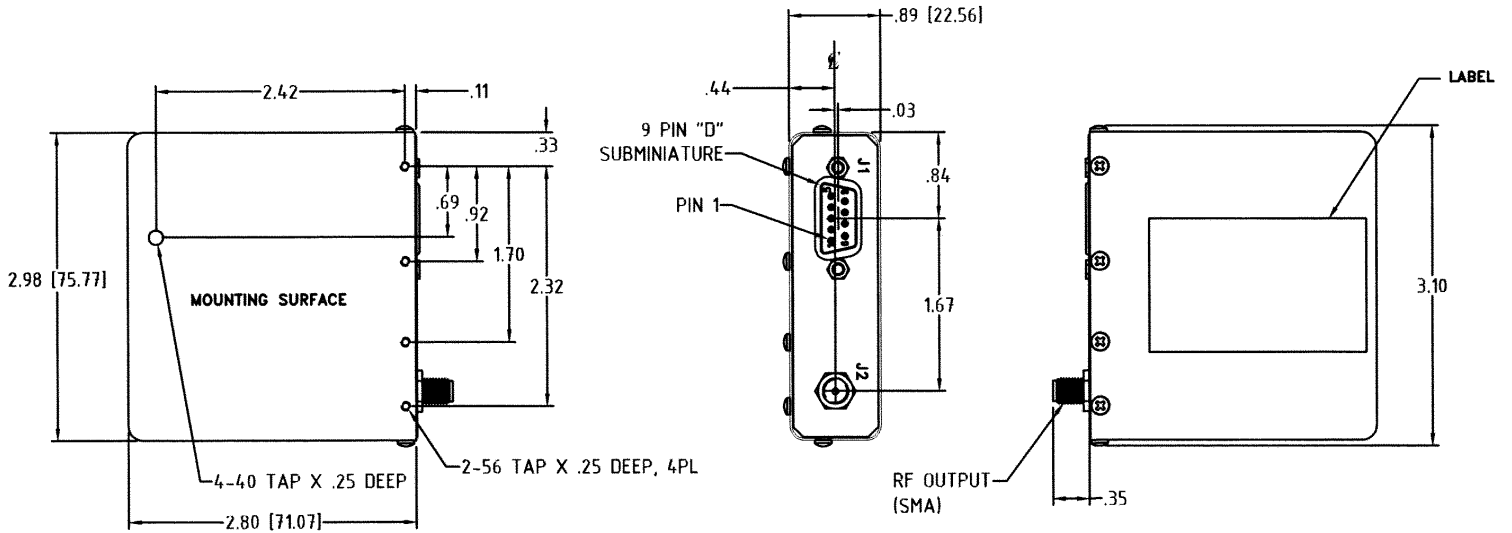 2.42
.11
.33
.69
.92
1.70
2.32
2.98 [75.77]
MOUNTING SURFACE
4-40 TAP X .25 DEEP
2-56 TAP X .25 DEEP, 4PL
2.80 [71.07]
.89 [22.56]
.44
.03
9 PIN "D"
SUBMINIATURE
PIN 1
J1
.84
1.67
J2
LABEL
3.10
RF OUTPUT
(SMA)
.35